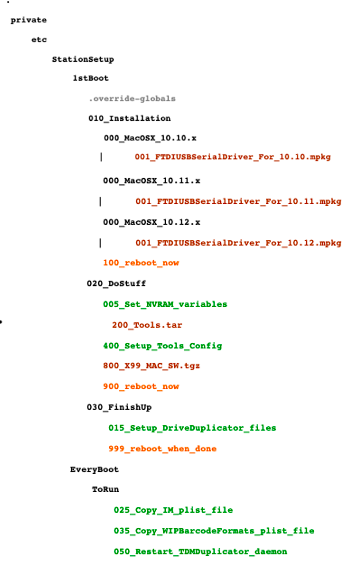 .
private
etc
StationSetup
1stBoot
.override-globals
010_Installation
000_MacOSX_10.10.x
| 001_FTDIUSBSerialDriver_For_10.10.mpkg
000_MacOSX_10.11.x
| 001_FTDIUSBSerialDriver_For_10.11.mpkg
000_MacOSX_10.12.x
| 001_FTDIUSBSerialDriver_For_10.12.mpkg
100_reboot_now
020_DoStuff
005_Set_NVRAM_variables
200_Tools.tar
400_Setup_Tools_Config
800_X99_MAC_SW.tgz
900_reboot_now
030_FinishUp
015_Setup_DriveDuplicator_files
999_reboot_when_done
EveryBoot
ToRun
025_Copy_IM_plist_file
035_Copy_WIPBarcodeFormats_plist_file
050_Restart_TDMDuplicator_daemon